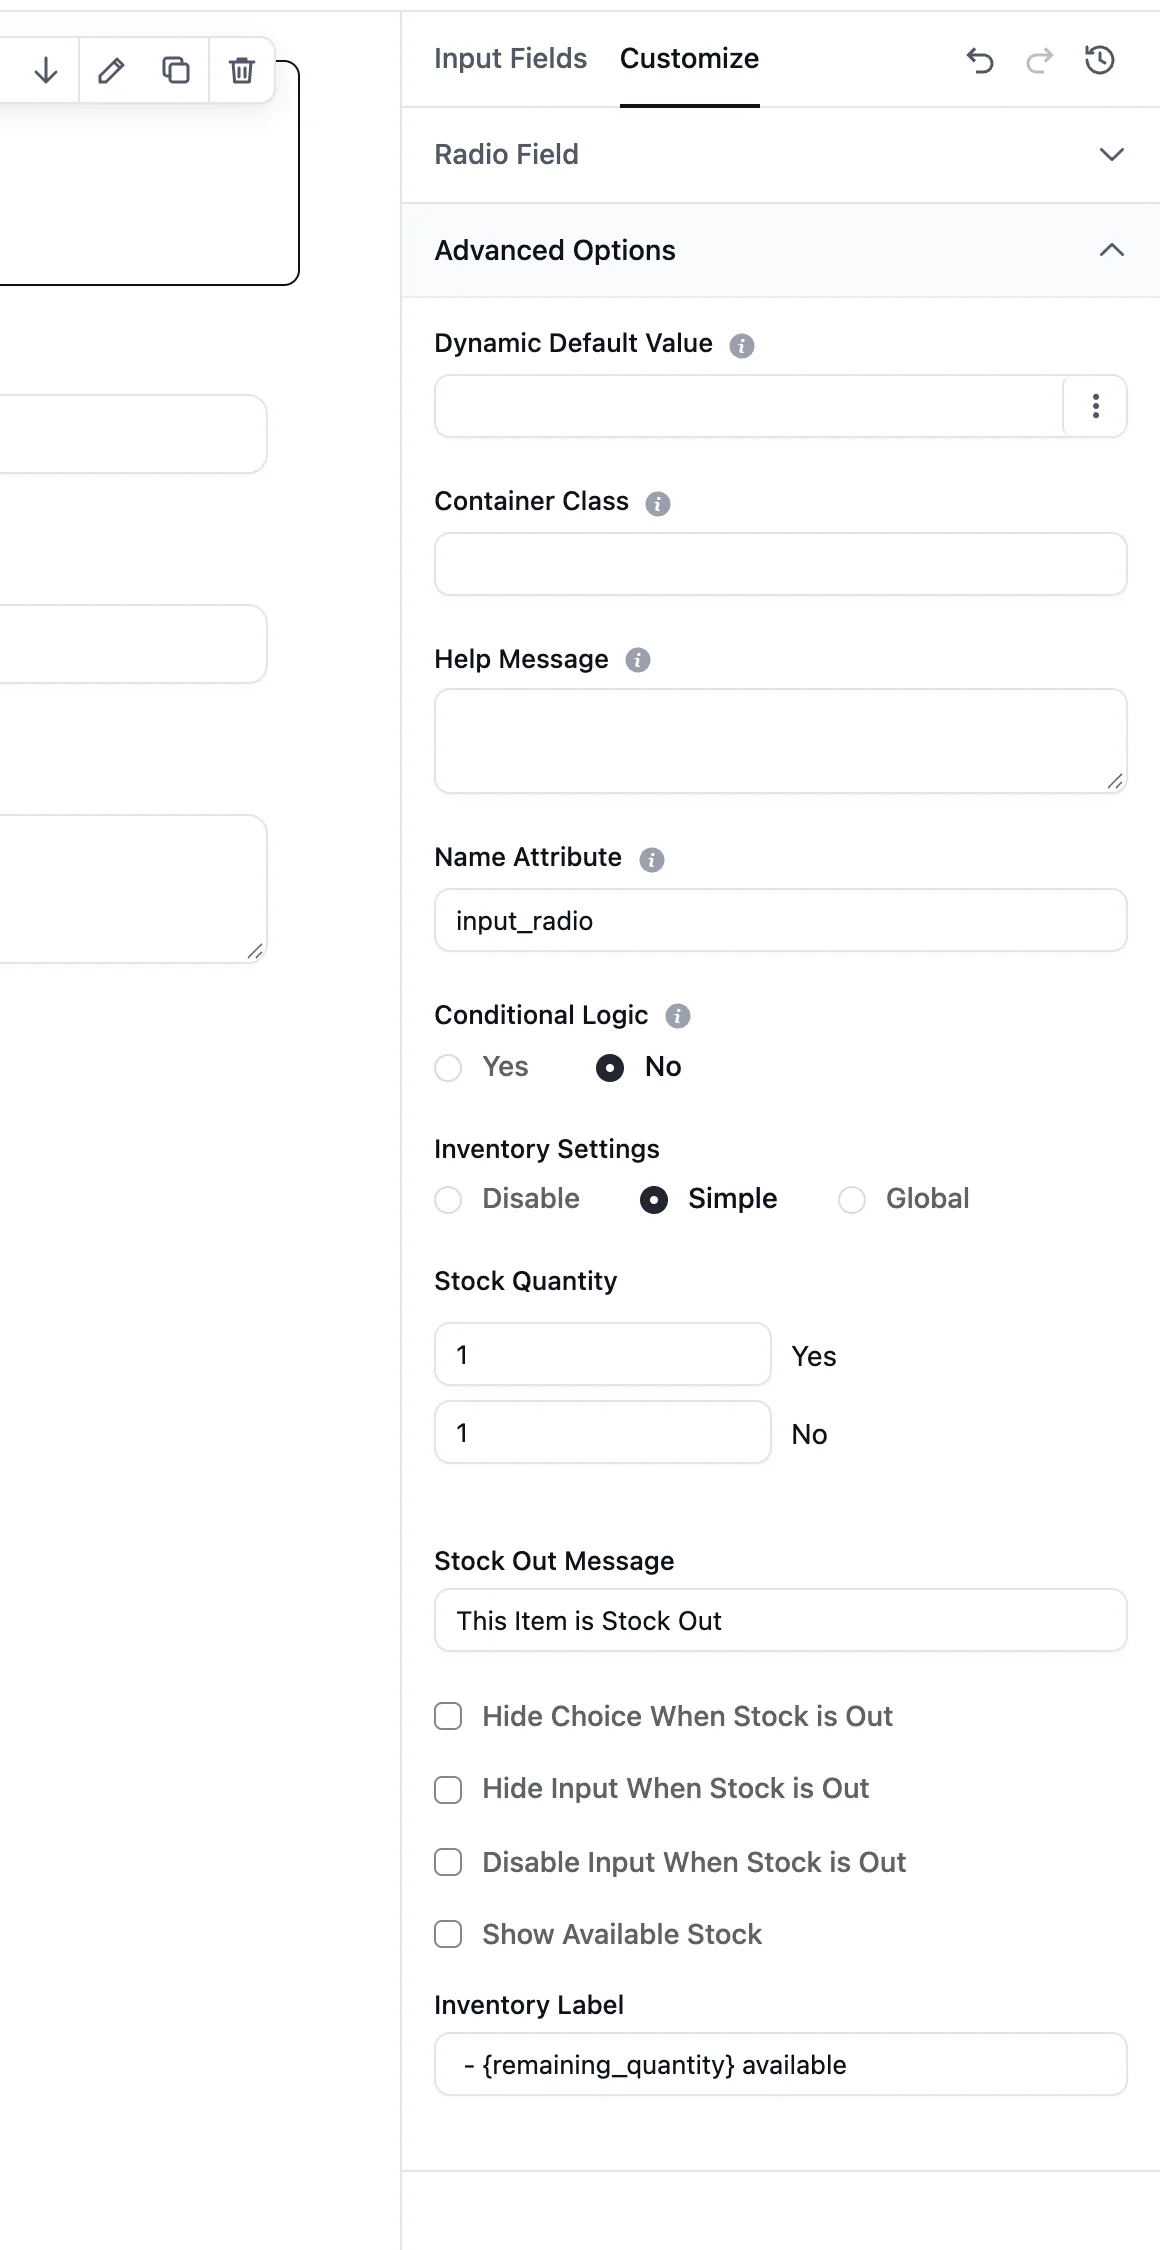 Input Fields Customize
Radio Field
Advanced Options
Dynamic Default Value
Container Class
Help Message
Name Attribute
input_radio
Conditional Logic
Yes No
Inventory Settings
Disable Simple Global
Stock Quantity
1 Yes
1 No
Stock Out Message
This Item is Stock Out
Hide Choice When Stock is Out
Hide Input When Stock is Out
Disable Input When Stock is Out
Show Available Stock
Inventory Label
- {remaining_quantity} available